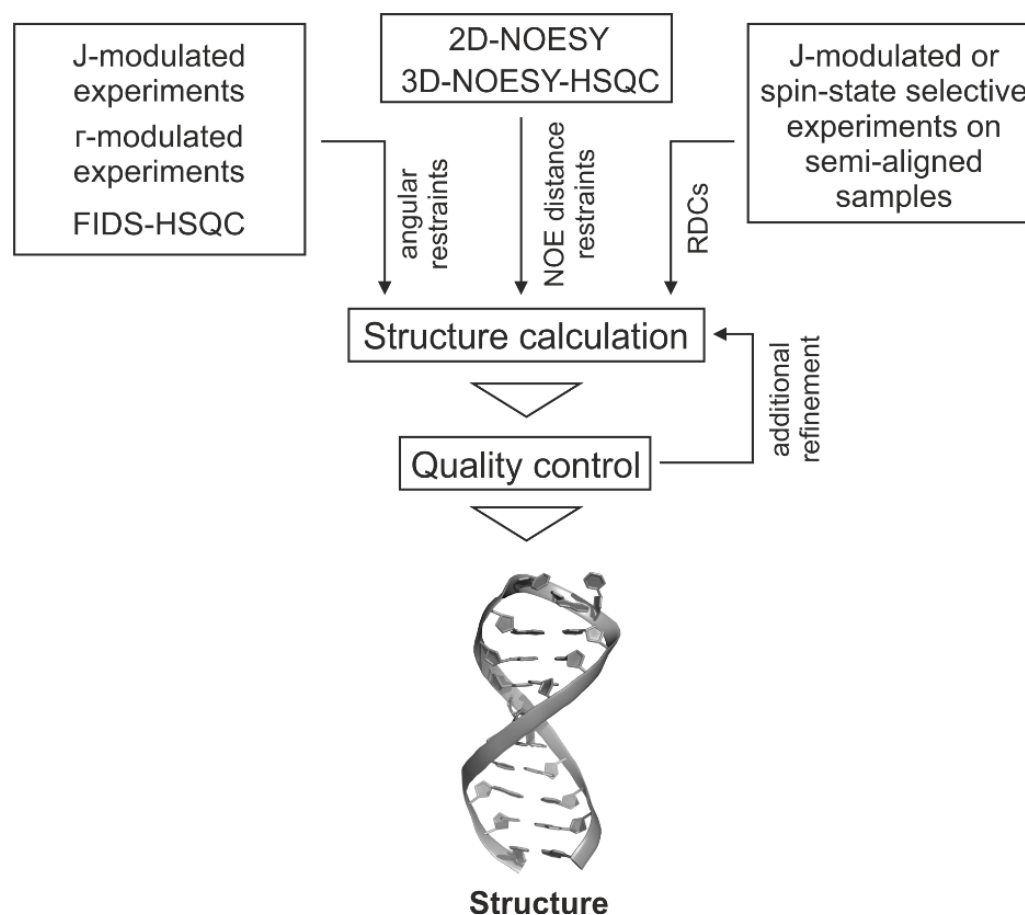 J-modulated
experiments
r-modulated
experiments
FIDS-HSQC
2D-NOESY
3D-NOESY-HSQC
J-modulated or
spin-state selective
experiments on
semi-aligned
samples
angular
restraints
NOE distance
restraints
RDCs
Structure calculation
additional
refinement
Quality control
Structure